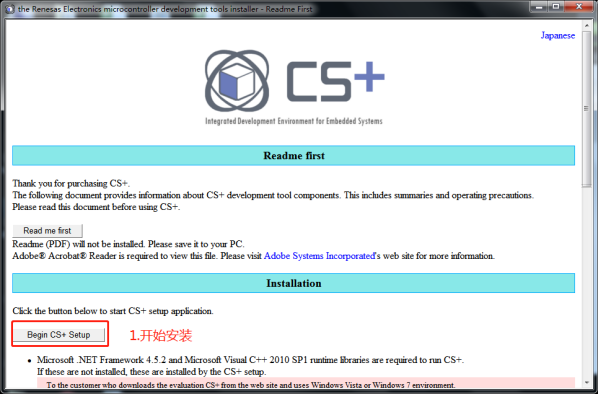 the Renesas Electronics microcontroller development tools installer - Readme First
Japanese
CS+
Integrated Development Environment for Embedded Systems
Readme first
Thank you for purchasing CS+.
The following document provides information about CS+ development tool components. This includes summaries and operating precautions.
Please read this document before using CS+.
Read me first
Readme (PDF) will not be installed. Please save it to your PC.
Adobe® Acrobat® Reader is required to view this file. Please visit Adobe Systems Incorporated's web site for more information.
Installation
Click the button below to start CS+ setup application.
Begin CS+ Setup 1.开始安装
• Microsoft .NET Framework 4.5.2 and Microsoft Visual C++ 2010 SP1 runtime libraries are required to run CS+.
If these are not installed, these are installed by the CS+ setup.
To the customer who downloads the evaluation CS+ from the web site and uses Windows Vista or Windows 7 environment.